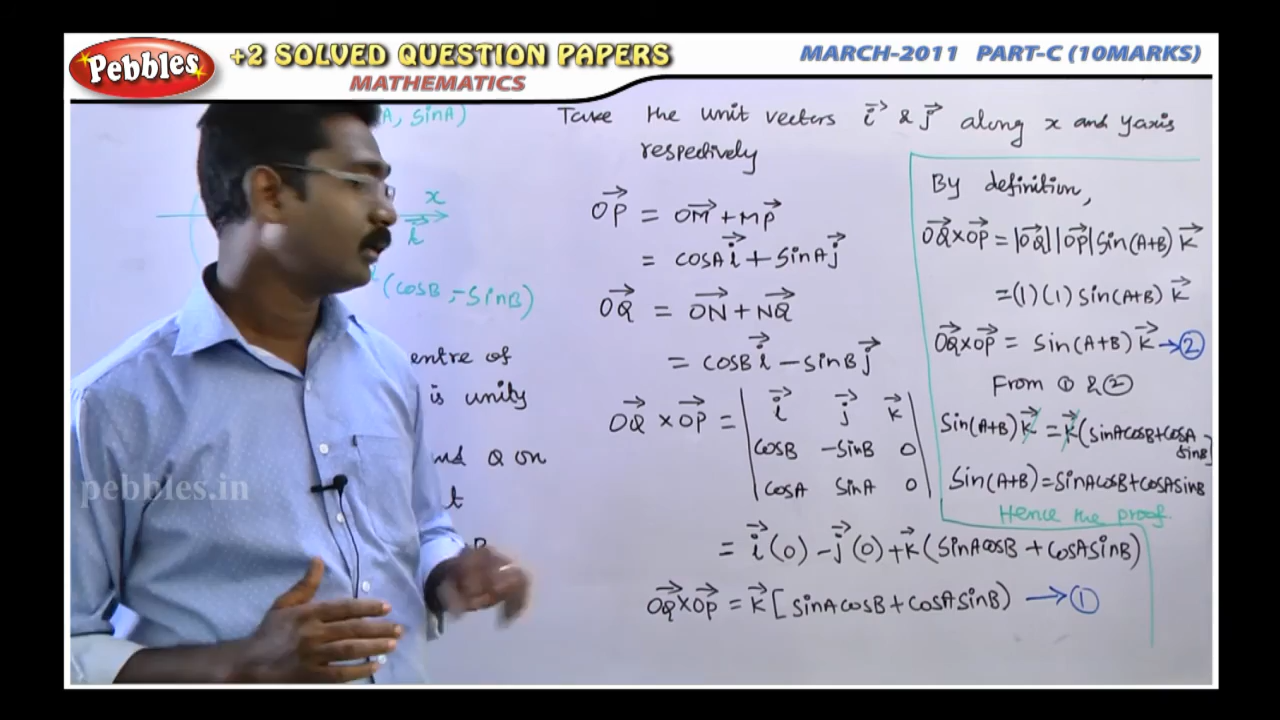 Pebbles
+2 SOLVED QUESTION PAPERS
MATHEMATICS
MARCH-2011 PART-C (10MARKS)
A, sinA)
x
(cosB, -sinB)
entre of
is unity
Q on
pebbles.in
Take the unit vectors i⃗ & j⃗ along x and y axis
respectively
OP⃗ = OM⃗ + MP⃗
= cosA i⃗ + sinA j⃗
OQ⃗ = ON⃗ + NQ⃗
= cosB i⃗ - sinB j⃗
OQ⃗ × OP⃗ = | i⃗ j⃗ k⃗ |
| cosB -sinB 0 |
| cosA sinA 0 |
= i⃗ (0) - j⃗ (0) + k⃗ (sinAcosB + cosAsinB)
OQ⃗ × OP⃗ = k⃗ [sinAcosB + cosAsinB) → ①
By definition,
OQ⃗ × OP⃗ = |OQ⃗| |OP⃗| sin(A+B) k⃗
= (1) (1) sin(A+B) k⃗
OQ⃗ × OP⃗ = sin(A+B) k⃗ → ②
From ① & ②
Sin(A+B) k⃗ = k⃗ (sinAcosB + cosA
sinB]
Sin(A+B) = sinAcosB + cosAsinB
Hence the proof.